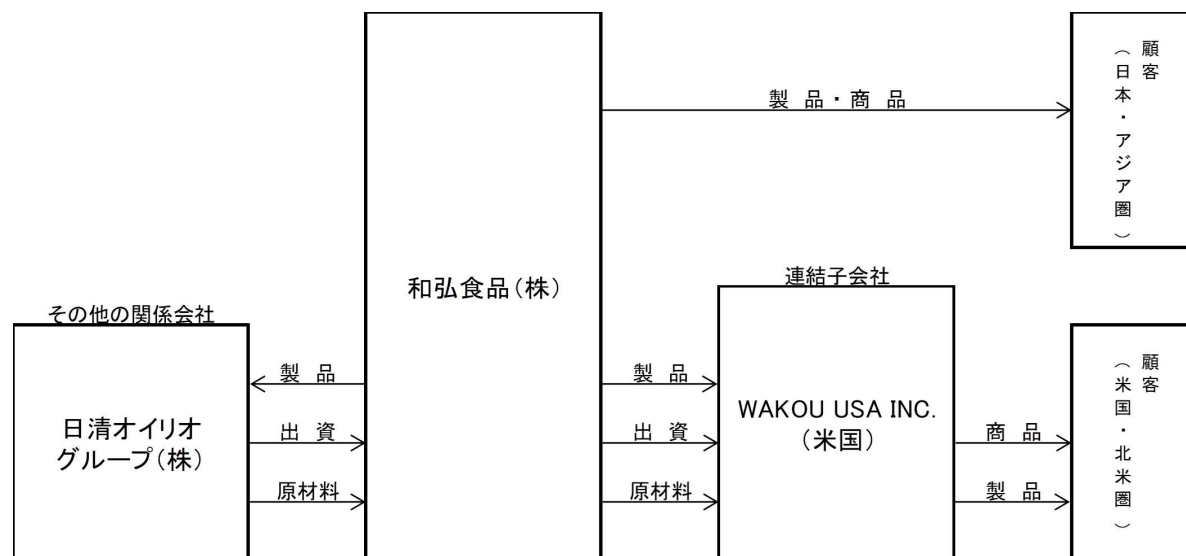 製品・商品
顧客
（日本・アジア圏）
和弘食品（株）
連結子会社
その他の関係会社
日清オイリオ
グループ（株）
製品
出資
原材料
製品
出資
原材料
WAKOU USA INC.
（米国）
商品
製品
顧客
（米国・北米圏）